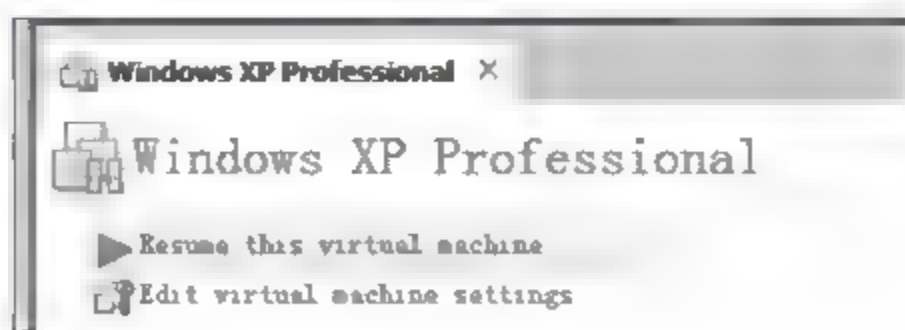 Windows XP Professional
Windows XP Professional
Resume this virtual machine
Edit virtual machine settings